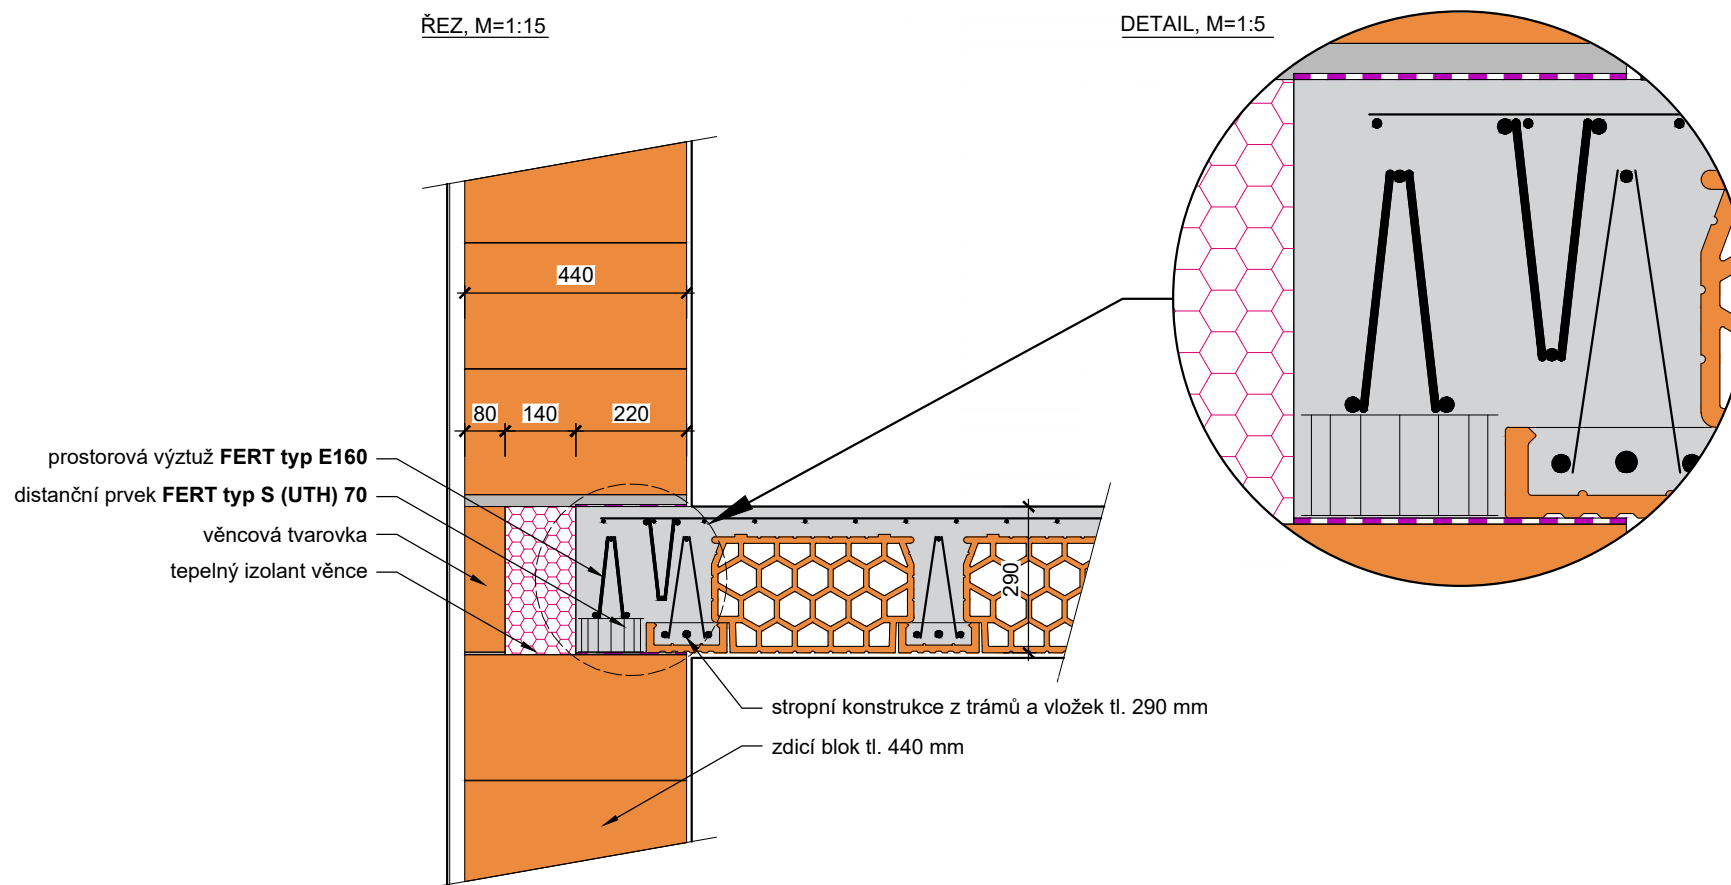 ŘEZ, M=1:15
DETAIL, M=1:5
440
80
140
220
prostorová výztuž FERT typ E160
distanční prvek FERT typ S (UTH) 70
věncová tvarovka
tepelný izolant věnce
290
stropní konstrukce z trámů a vložek tl. 290 mm
zdicí blok tl. 440 mm